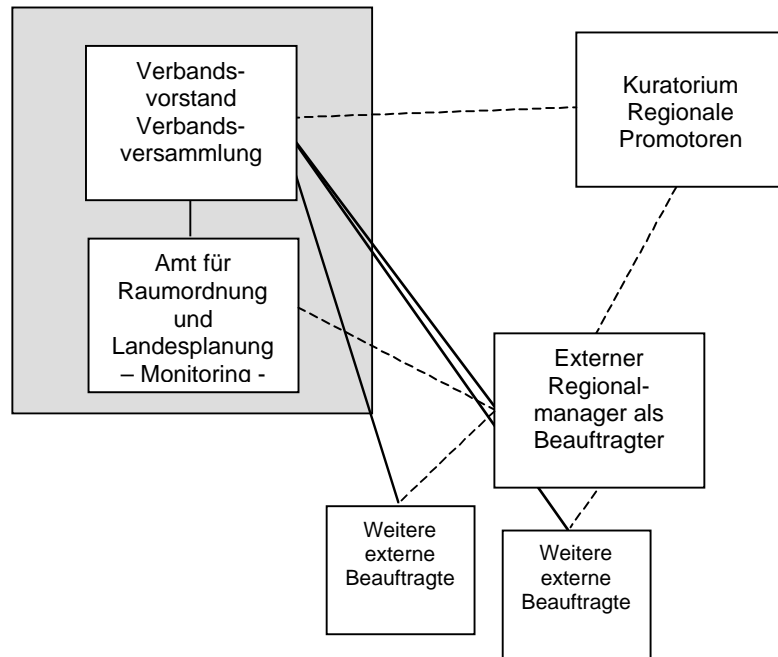 Verbands-
vorstand
Verbands-
versammlung
Kuratorium
Regionale
Promotoren
Amt für
Raumordnung
und
Landesplanung
– Monitoring -
Externer
Regional-
manager als
Beauftragter
Weitere
externe
Beauftragte
Weitere
externe
Beauftragte